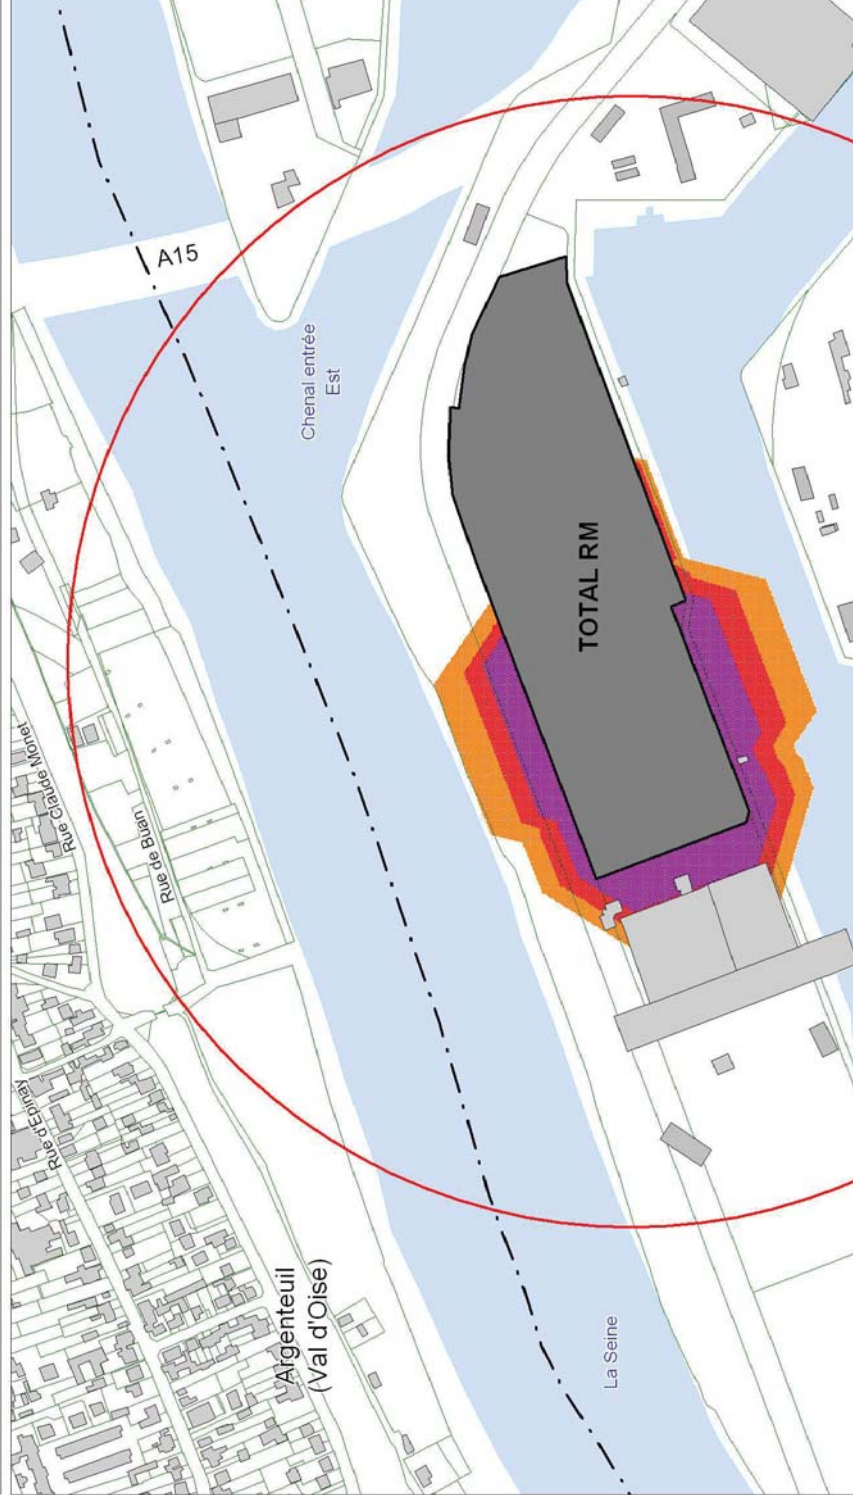 A15
Chenal entrée
Est
Rue Claude Monet
Rue de Buan
TOTAL RM
Rue d'Epinay
Argenteuil
(Val d'Oise)
La Seine